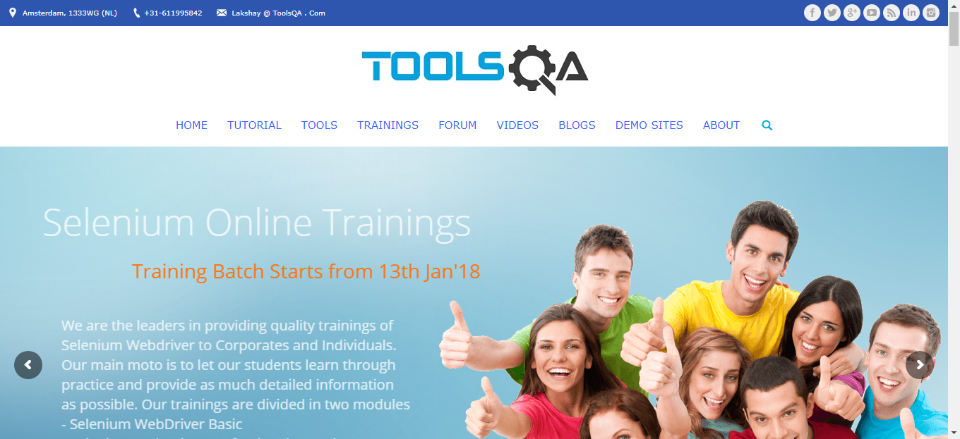 Amsterdam, 1333WG (NL) +31-611995842 Lakshay @ ToolsQA . Com
TOOLSQA
HOME TUTORIAL TOOLS TRAININGS FORUM VIDEOS BLOGS DEMO SITES ABOUT
Selenium Online Trainings
Training Batch Starts from 13th Jan'18
We are the leaders in providing quality trainings of
Selenium Webdriver to Corporates and Individuals.
Our main moto is to let our students learn through
practice and provide as much detailed information
as possible. Our trainings are divided in two modules
- Selenium WebDriver Basic